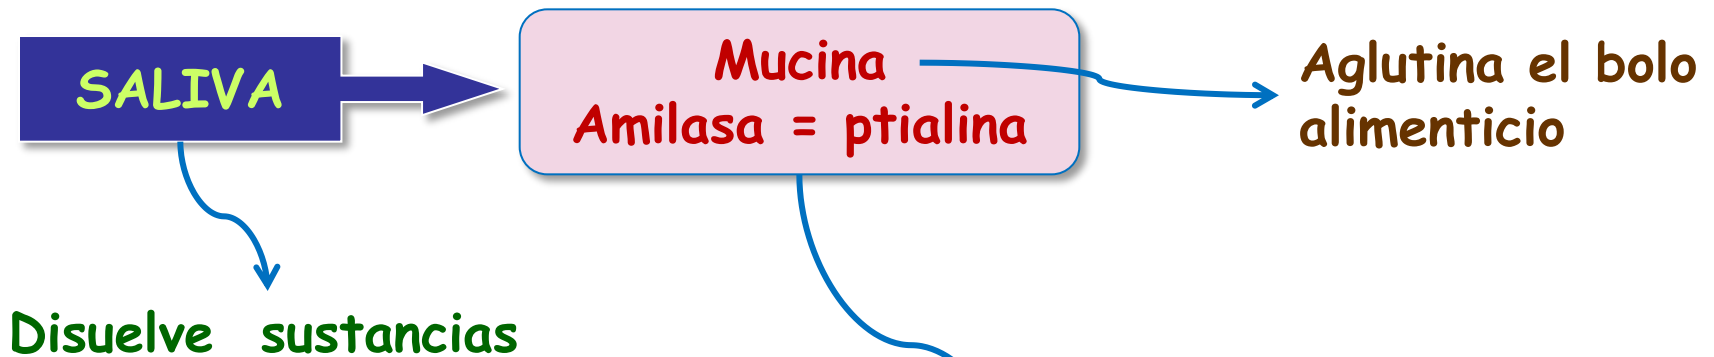 SALIVA
Mucina
Amilasa = ptialina
Aglutina el bolo
alimenticio
Disuelve sustancias